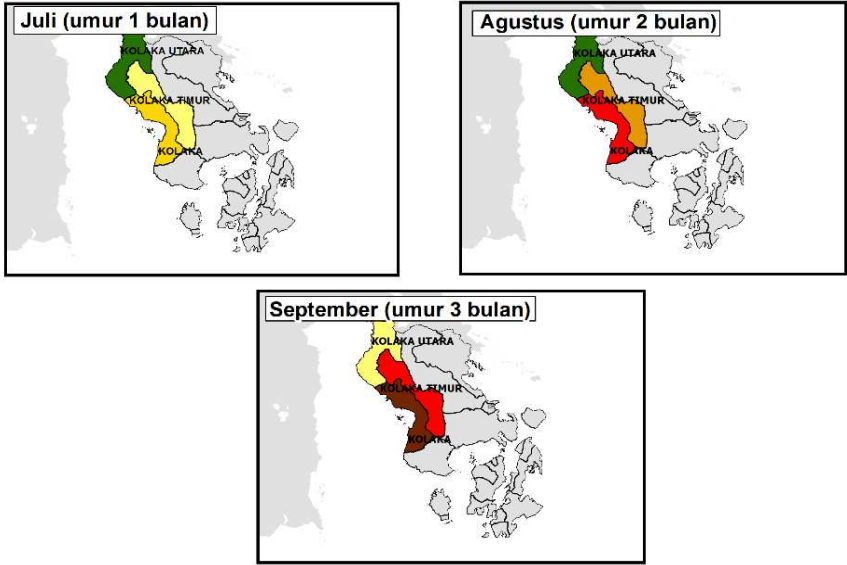 Juli (umur 1 bulan)
KOLAKA UTARA
KOLAKA TIMUR
KOLAKA
Agustus (umur 2 bulan)
KOLAKA UTARA
KOLAKA TIMUR
KOLAKA
September (umur 3 bulan)
KOLAKA UTARA
KOLAKA TIMUR
KOLAKA